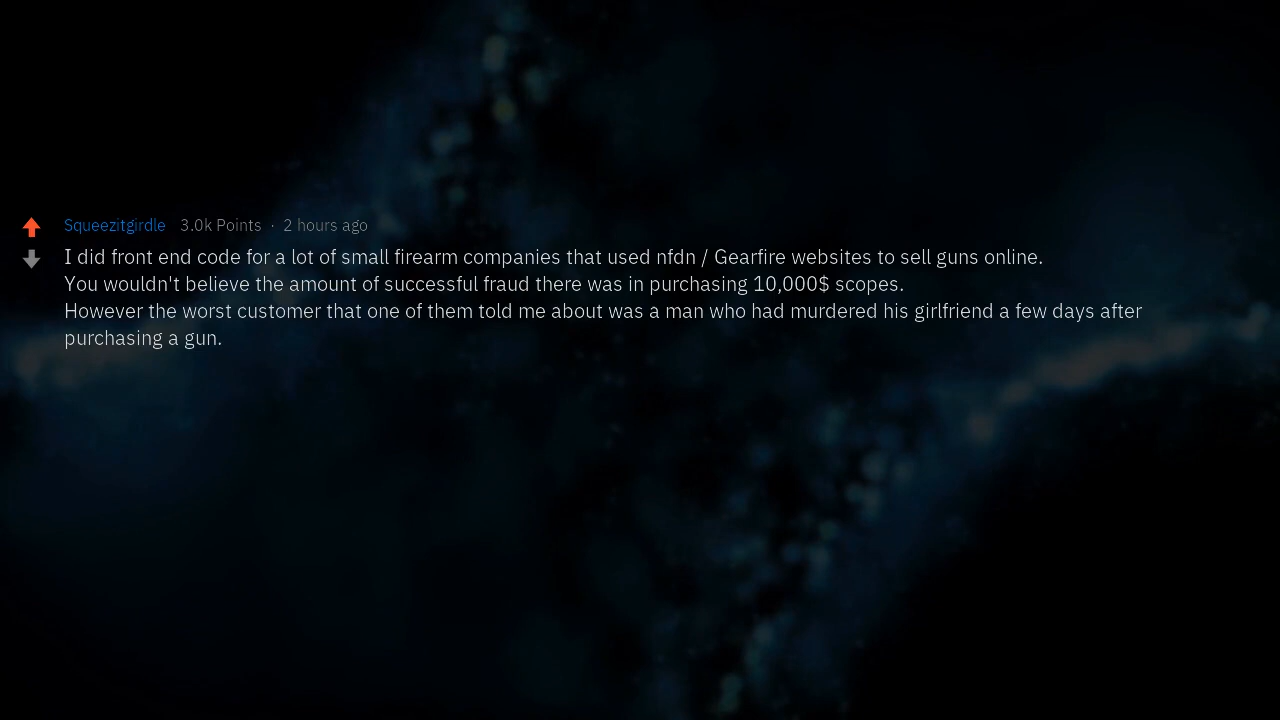 Squeezitgirdle 3.0k Points · 2 hours ago
I did front end code for a lot of small firearm companies that used nfdn / Gearfire websites to sell guns online.
You wouldn't believe the amount of successful fraud there was in purchasing 10,000$ scopes.
However the worst customer that one of them told me about was a man who had murdered his girlfriend a few days after
purchasing a gun.